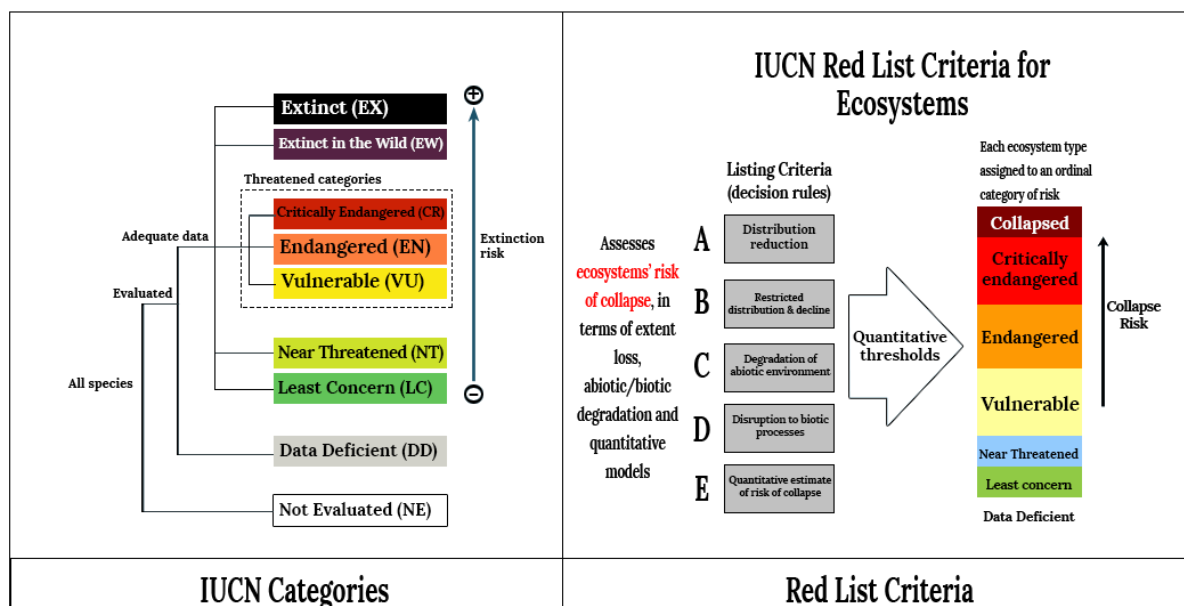 Extinct (EX)
Extinct in the Wild (EW)
Threatened categories
Critically Endangered (CR)
Adequate data
Endangered (EN)
Extinction
risk
Vulnerable (VU)
Evaluated
Near Threatened (NT)
All species
Least Concern (LC)
Data Deficient (DD)
Not Evaluated (NE)
IUCN Categories
IUCN Red List Criteria for
Ecosystems
Assesses
ecosystems' risk
of collapse, in
terms of extent
loss,
abiotic/biotic
degradation and
quantitative
models
Listing Criteria
(decision rules)
A
Distribution
reduction
B
Restricted
distribution & decline
C
Degradation of
abiotic environment
D
Disruption to biotic
processes
E
Quantitative estimate
of risk of collapse
Quantitative
thresholds
Each ecosystem type
assigned to an ordinal
category of risk
Collapsed
Critically
endangered
Endangered
Vulnerable
Near Threatened
Least concern
Data Deficient
Collapse
Risk
Red List Criteria